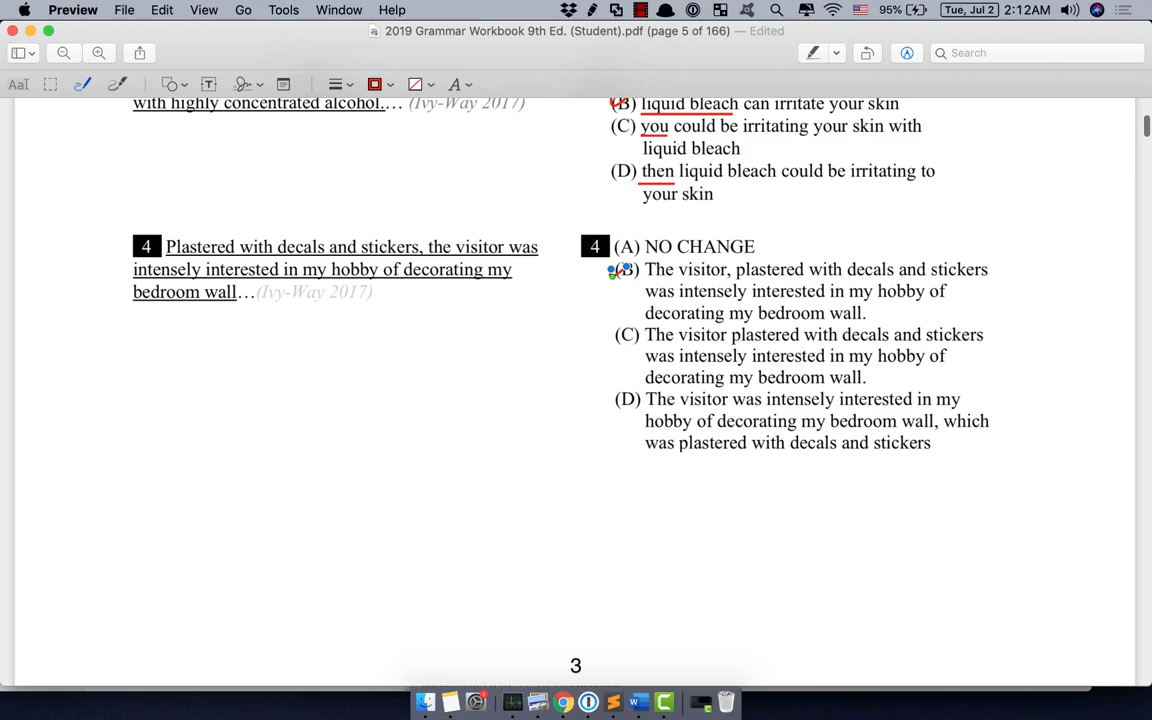 Preview File Edit View Go Tools Window Help 95% Tue, Jul 2 2:12AM
2019 Grammar Workbook 9th Ed. (Student).pdf (page 5 of 166) — Edited
Search
AaI T A
with highly concentrated alcohol.… (Ivy-Way 2017)
(B) liquid bleach can irritate your skin
(C) you could be irritating your skin with
liquid bleach
(D) then liquid bleach could be irritating to
your skin
4 Plastered with decals and stickers, the visitor was
intensely interested in my hobby of decorating my
bedroom wall…(Ivy-Way 2017)
4 (A) NO CHANGE
(B) The visitor, plastered with decals and stickers
was intensely interested in my hobby of
decorating my bedroom wall.
(C) The visitor plastered with decals and stickers
was intensely interested in my hobby of
decorating my bedroom wall.
(D) The visitor was intensely interested in my
hobby of decorating my bedroom wall, which
was plastered with decals and stickers
3